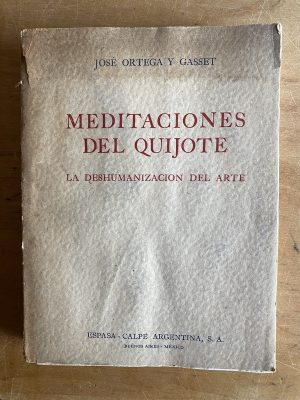 JOSÉ ORTEGA Y GASSET
MEDITACIONES
DEL QUIJOTE
LA DESHUMANIZACION DEL ARTE
ESPASA-CALPE ARGENTINA, S. A.
BUENOS AIRES-MÉXICO